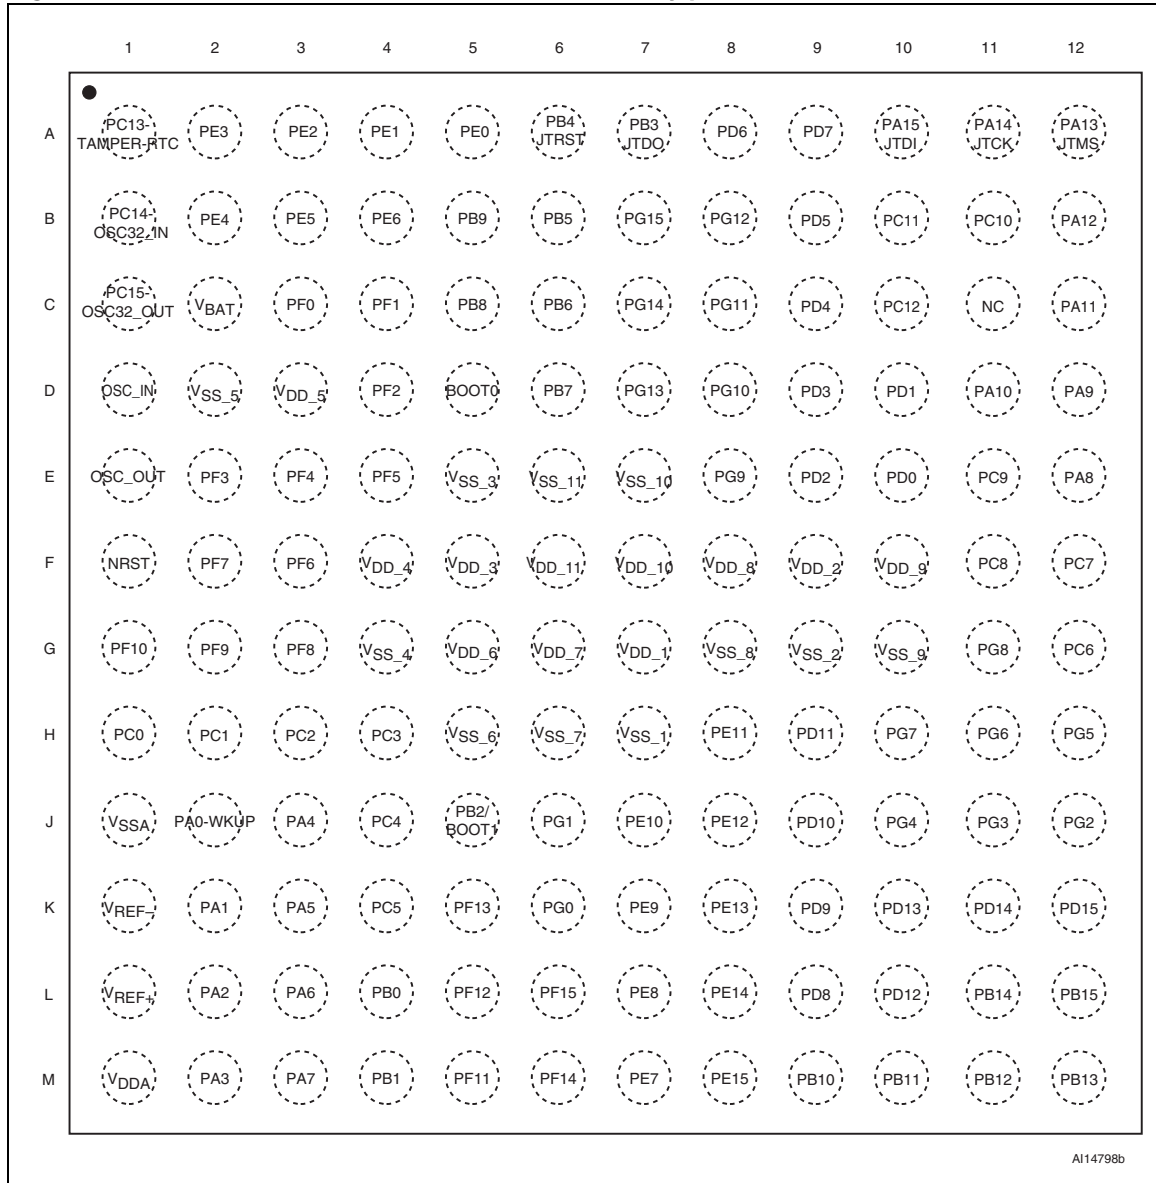 1 2 3 4 5 6 7 8 9 10 11 12
A PC13-TAMPER-RTC PE3 PE2 PE1 PE0 PB4 JTRST PB3 JTDO PD6 PD7 PA15 JTDI PA14 JTCK PA13 JTMS
B PC14-OSC32_IN PE4 PE5 PE6 PB9 PB5 PG15 PG12 PD5 PC11 PC10 PA12
C PC15-OSC32_OUT VBAT PF0 PF1 PB8 PB6 PG14 PG11 PD4 PC12 NC PA11
D OSC_IN VSS_5 VDD_5 PF2 BOOT0 PB7 PG13 PG10 PD3 PD1 PA10 PA9
E OSC_OUT PF3 PF4 PF5 VSS_3 VSS_11 VSS_10 PG9 PD2 PD0 PC9 PA8
F NRST PF7 PF6 VDD_4 VDD_3 VDD_11 VDD_10 VDD_8 VDD_2 VDD_9 PC8 PC7
G PF10 PF9 PF8 VSS_4 VDD_6 VDD_7 VDD_1 VSS_8 VSS_2 VSS_9 PG8 PC6
H PC0 PC1 PC2 PC3 VSS_6 VSS_7 VSS_1 PE11 PD11 PG7 PG6 PG5
J VSSA PA0-WKUP PA4 PC4 PB2/BOOT1 PG1 PE10 PE12 PD10 PG4 PG3 PG2
K VREF– PA1 PA5 PC5 PF13 PG0 PE9 PE13 PD9 PD13 PD14 PD15
L VREF+ PA2 PA6 PB0 PF12 PF15 PE8 PE14 PD8 PD12 PB14 PB15
M VDDA PA3 PA7 PB1 PF11 PF14 PE7 PE15 PB10 PB11 PB12 PB13
AI14798b